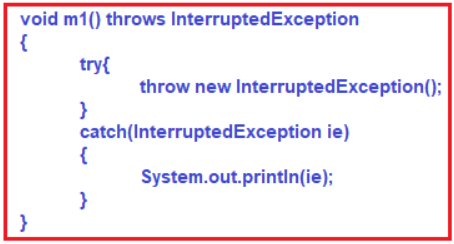 void m1() throws InterruptedException
{
try{
throw new InterruptedException();
}
catch(InterruptedException ie)
{
System.out.println(ie);
}
}